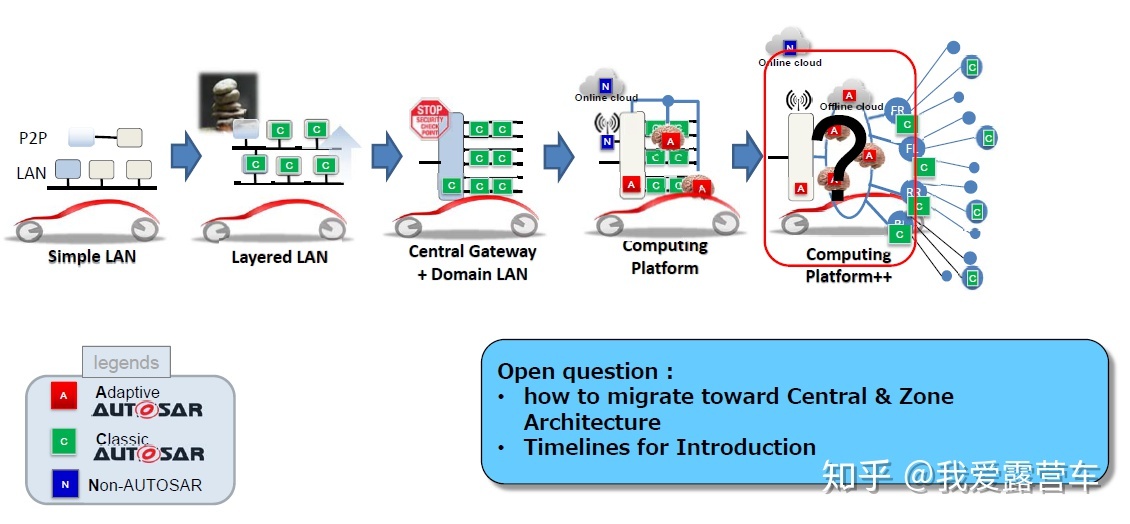 P2P
LAN
Simple LAN
C C
C C C
Layered LAN
STOP
SECURITY
CHECK
POINT
C C
C C
C C C
Central Gateway
+ Domain LAN
N
Online cloud
N
A
C
A C C A
Computing
Platform
N
Online cloud
A
Offline cloud
FR
C
C
A
FL
C
A
C
A
A
RR
C
C
C
C
Computing
Platform++
?
legends
A Adaptive
AUTOSAR
C Classic
AUTOSAR
N Non-AUTOSAR
Open question :
• how to migrate toward Central & Zone
Architecture
• Timelines for Introduction
知乎 @我爱露营车